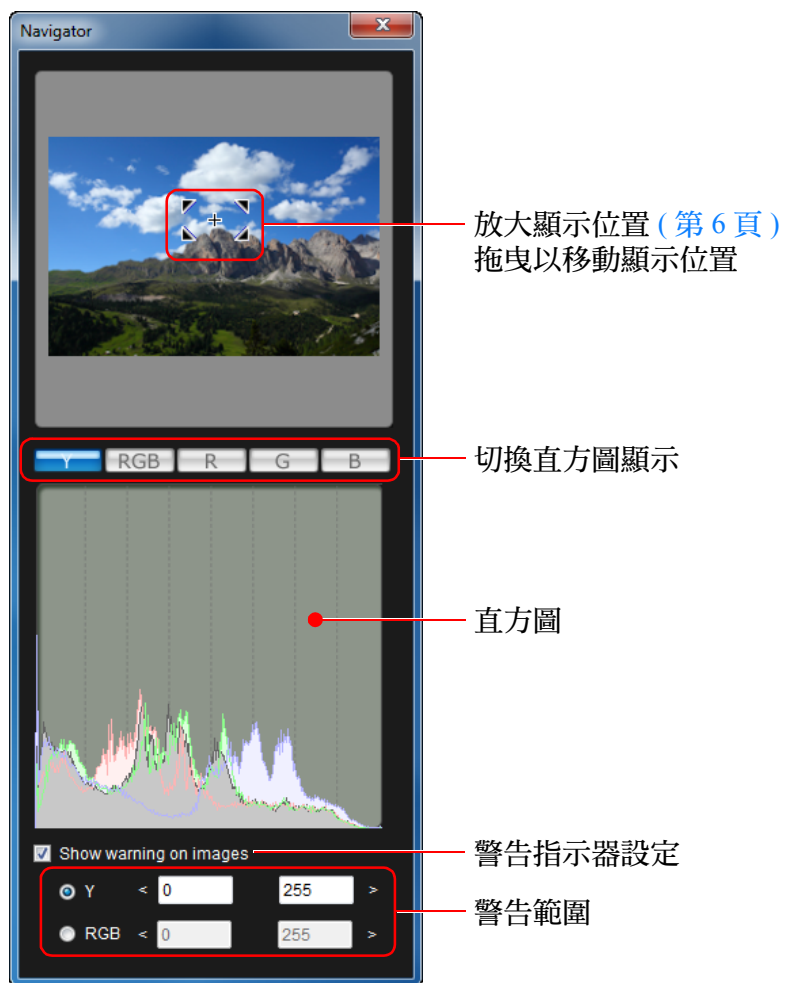 Navigator
放大顯示位置 ( 第 6 頁 )
拖曳以移動顯示位置
Y RGB R G B
切換直方圖顯示
直方圖
Show warning on images
警告指示器設定
Y < 0 255 >
警告範圍
RGB < 0 255 >